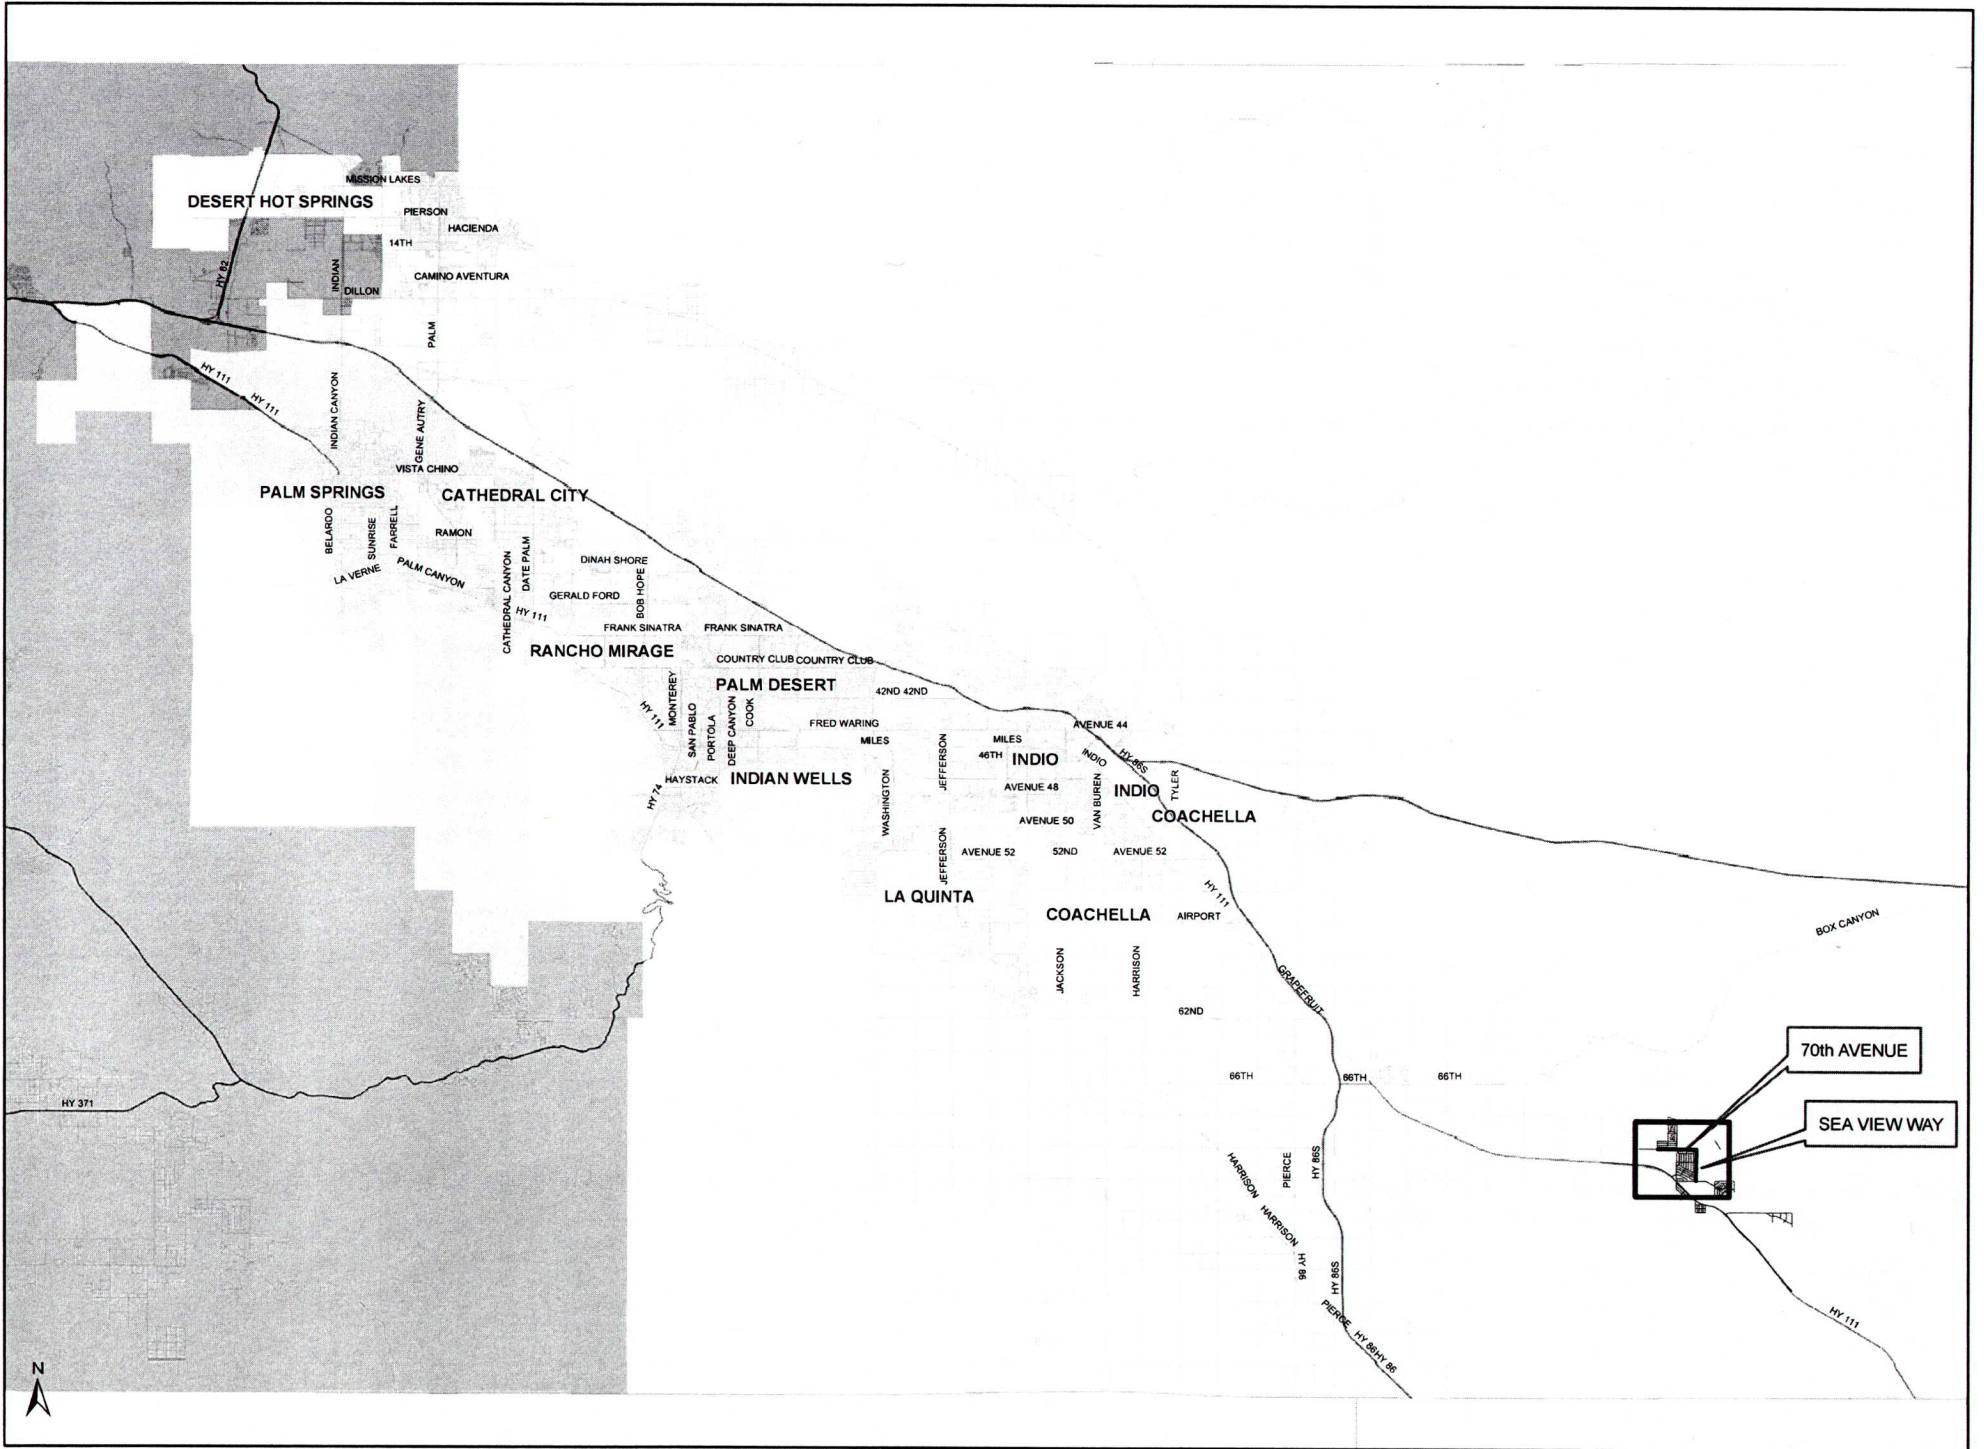 MISSION LAKES
DESERT HOT SPRINGS
PIERSON
HACIENDA
14TH
HY 62
INDIAN
CAMINO AVENTURA
DILLON
PALM
HY 111
HY 111
INDIAN CANYON
GENE AUTRY
VISTA CHINO
PALM SPRINGS
CATHEDRAL CITY
BELARDO
SUNRISE
FARRELL
RAMON
LA VERNE
PALM CANYON
CATHEDRAL CANYON
DATE PALM
DINAH SHORE
BOB HOPE
GERALD FORD
HY 111
FRANK SINATRA
FRANK SINATRA
RANCHO MIRAGE
COUNTRY CLUB
COUNTRY CLUB
PALM DESERT
42ND 42ND
MONTEREY
HY 111
SAN PABLO
PORTOLA
DEEP CANYON
COOK
FRED WARING
MILES
JEFFERSON
MILES
46TH
AVENUE 44
INDIO
INDIO
HY 86S
HAYSTACK
INDIAN WELLS
HY 74
WASHINGTON
AVENUE 48
VAN BUREN
INDIO
TYLER
COACHELLA
AVENUE 50
JEFFERSON
AVENUE 52
52ND
AVENUE 52
LA QUINTA
HY 111
COACHELLA
AIRPORT
BOX CANYON
JACKSON
HARRISON
GRAPEFRUIT
62ND
70th AVENUE
66TH
66TH
66TH
HY 371
SEA VIEW WAY
HARRISON
PIERCE
HY 86S
HARRISON
HY 86
HY 86S
PIERCE
HY 86
HY 86
HY 111
N